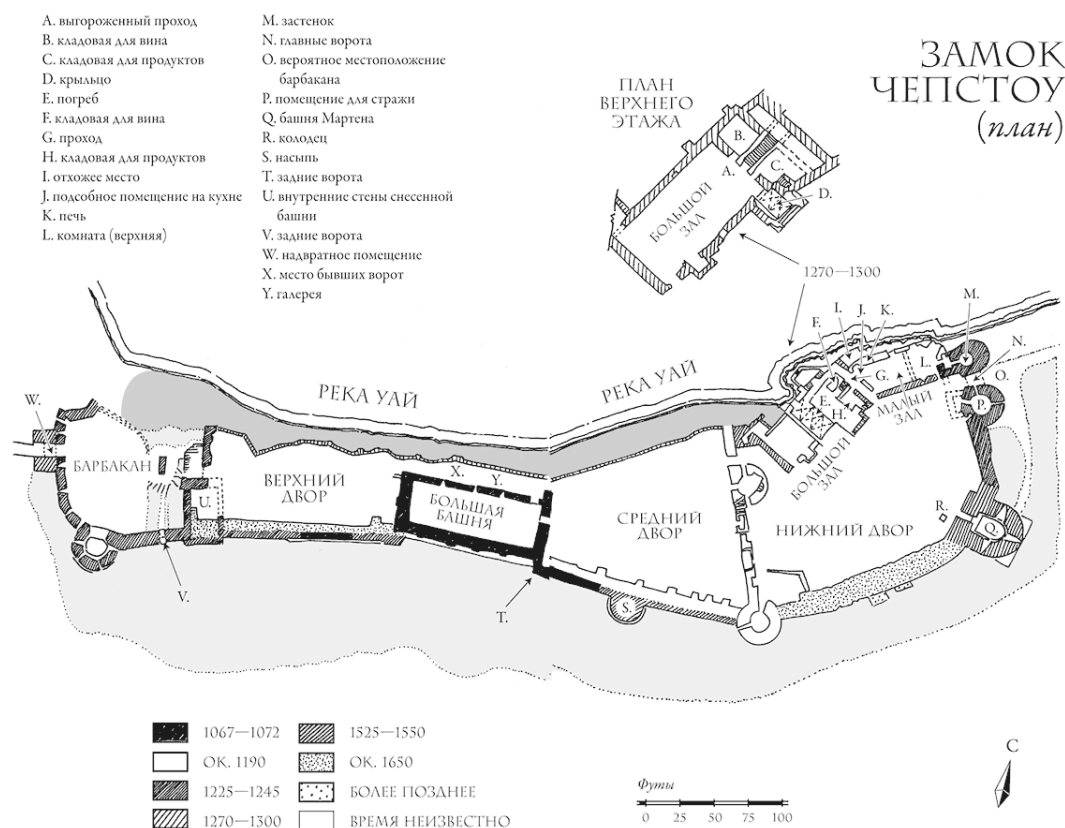 A. выгороженный проход
B. кладовая для вина
C. кладовая для продуктов
D. крыльцо
E. погреб
F. кладовая для вина
G. проход
H. кладовая для продуктов
I. отхожее место
J. подсобное помещение на кухне
K. печь
L. комната (верхняя)
M. застенок
N. главные ворота
O. вероятное местоположение
барбакана
P. помещение для стражи
Q. башня Мартена
R. колодец
S. насыпь
T. задние ворота
U. внутренние стены снесенной
башни
V. задние ворота
W. надвратное помещение
X. место бывших ворот
Y. галерея
ЗАМОК
ЧЕПСТОУ
(план)
ПЛАН
ВЕРХНЕГО
ЭТАЖА
B.
A.
C.
D.
БОЛЬШОЙ
ЗАЛ
1270—1300
M.
I.
J.
K.
F.
N.
L.
G.
O.
РЕКА УАЙ
РЕКА УАЙ
W.
E.
H.
МАЛЫЙ
ЗАЛ
P.
БАРБАКАН
ВЕРХНИЙ
ДВОР
X.
Y.
БОЛЬШОЙ
ЗАЛ
U.
БОЛЬШАЯ
БАШНЯ
СРЕДНИЙ
ДВОР
НИЖНИЙ ДВОР
R.
Q.
V.
T.
S.
1067—1072
1525—1550
ОК. 1190
ОК. 1650
1225—1245
БОЛЕЕ ПОЗДНЕЕ
1270—1300
ВРЕМЯ НЕИЗВЕСТНО
С
Футы
0 25 50 75 100